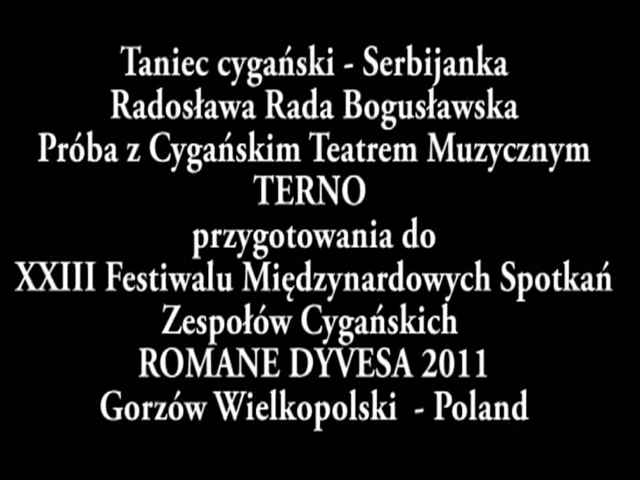 Taniec cygański - Serbijanka
Radosława Rada Bogusławska
Próba z Cygańskim Teatrem Muzycznym
TERNO
przygotowania do
XXIII Festiwalu Międzynardowych Spotkań
Zespołów Cygańskich
ROMANE DYVESA 2011
Gorzów Wielkopolski - Poland